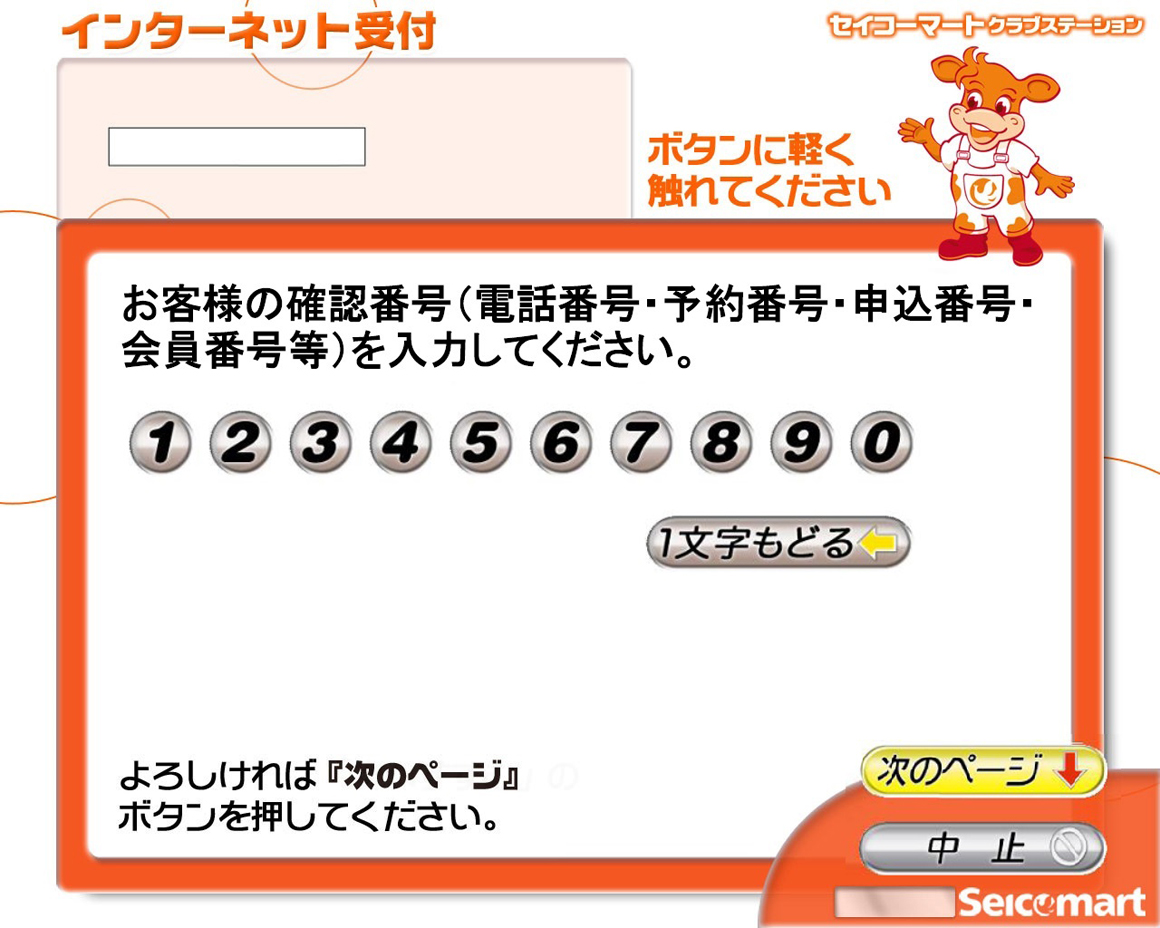 インターネット受付
セイコーマートクラブステーション
ボタンに軽く
触れてください
お客様の確認番号(電話番号・予約番号・申込番号・
会員番号等)を入力してください。
1 2 3 4 5 6 7 8 9 0
1文字もどる
よろしければ『次のページ』
ボタンを押してください。
次のページ
中 止
Seicomart